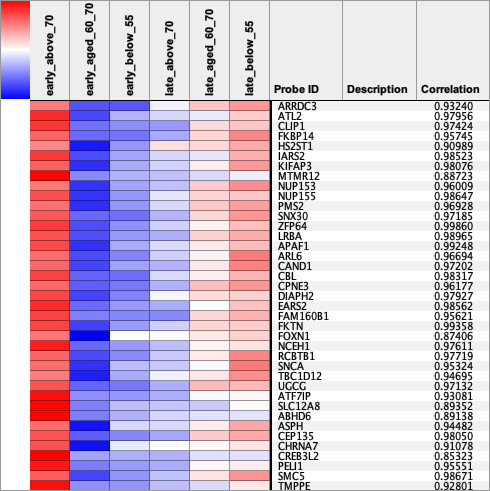 early_above_70
early_aged_60_70
early_below_55
late_above_70
late_aged_60_70
late_below_55
Probe ID Description Correlation
ARRDC3 0.93240
ATL2 0.97956
CLIP1 0.97424
FKBP14 0.95745
HS2ST1 0.90989
IARS2 0.98523
KIFAP3 0.98076
MTMR12 0.88723
NUP153 0.96009
NUP155 0.98647
PMS2 0.96928
SNX30 0.97185
ZFP64 0.99860
LRBA 0.98965
APAF1 0.99248
ARL6 0.96694
CAND1 0.97202
CBL 0.98317
CPNE3 0.96177
DIAPH2 0.97927
EARS2 0.98562
FAM160B1 0.95621
FKTN 0.99358
FOXN1 0.87406
NCEH1 0.97611
RCBTB1 0.97719
SNCA 0.95324
TBC1D12 0.94695
UGCG 0.97132
ATF7IP 0.93081
SLC12A8 0.89352
ABHD6 0.89138
ASPH 0.94482
CEP135 0.98050
CHRNA7 0.91078
CREB3L2 0.85323
PELI1 0.95551
SMC5 0.98671
TMPPE 0.92801